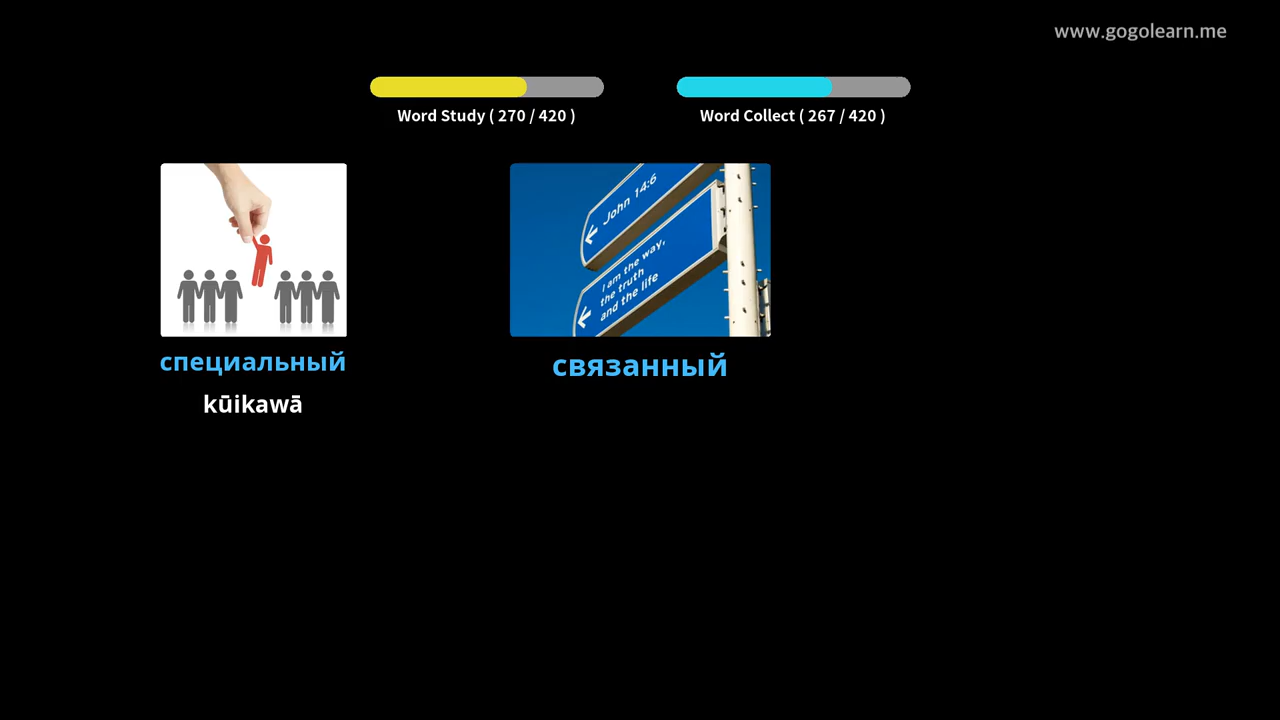 www.gogolearn.me
Word Study ( 270 / 420 )
Word Collect ( 267 / 420 )
John 14:6
I am the way,
the truth
and the life
специальный
связанный
kūikawā